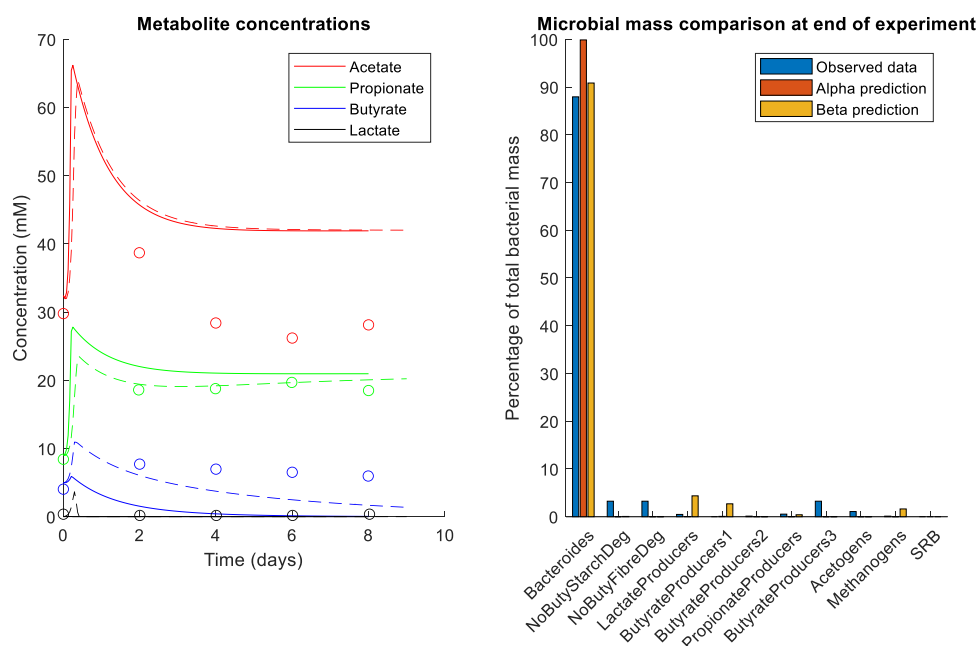 Metabolite concentrations
70
60
50
40
30
20
10
0
Concentration (mM)
0
2
4
6
8
10
Time (days)
Acetate
Propionate
Butyrate
Lactate
Microbial mass comparison at end of experiment
100
90
80
70
60
50
40
30
20
10
0
Percentage of total bacterial mass
Observed data
Alpha prediction
Beta prediction
Bacteroides
NoButyStarchDeg
NoButyFibreDeg
LactateProducers
ButyrateProducers1
ButyrateProducers2
PropionateProducers
ButyrateProducers3
Acetogens
Methanogens
SRB